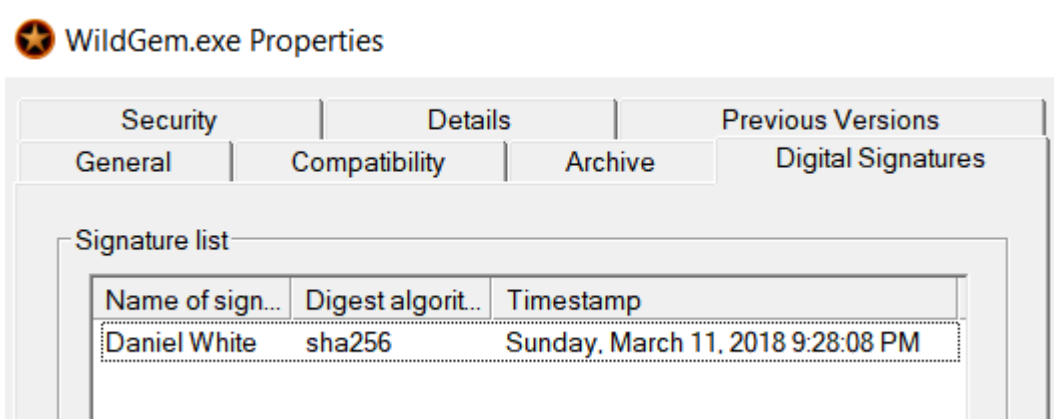 WildGem.exe Properties
Security Details Previous Versions
General Compatibility Archive Digital Signatures
Signature list
Name of sign... Digest algorit... Timestamp
Daniel White sha256 Sunday, March 11, 2018 9:28:08 PM